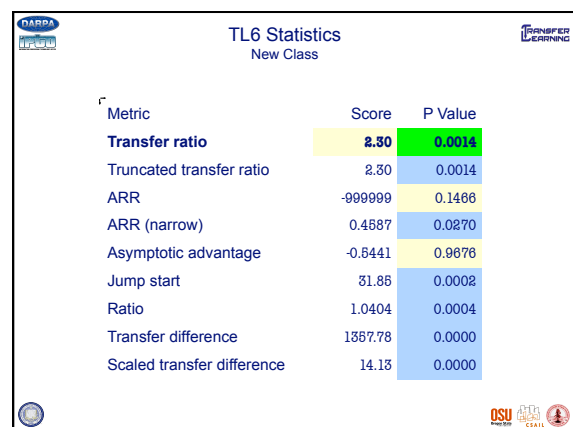 DARPA
IPTO
TL6 Statistics
New Class
TRANSFER
LEARNING
Metric Score P Value
Transfer ratio 2.30 0.0014
Truncated transfer ratio 2.30 0.0014
ARR -999999 0.1466
ARR (narrow) 0.4587 0.0270
Asymptotic advantage -0.5441 0.9676
Jump start 31.85 0.0002
Ratio 1.0404 0.0004
Transfer difference 1357.78 0.0000
Scaled transfer difference 14.13 0.0000
OSU
CSAIL